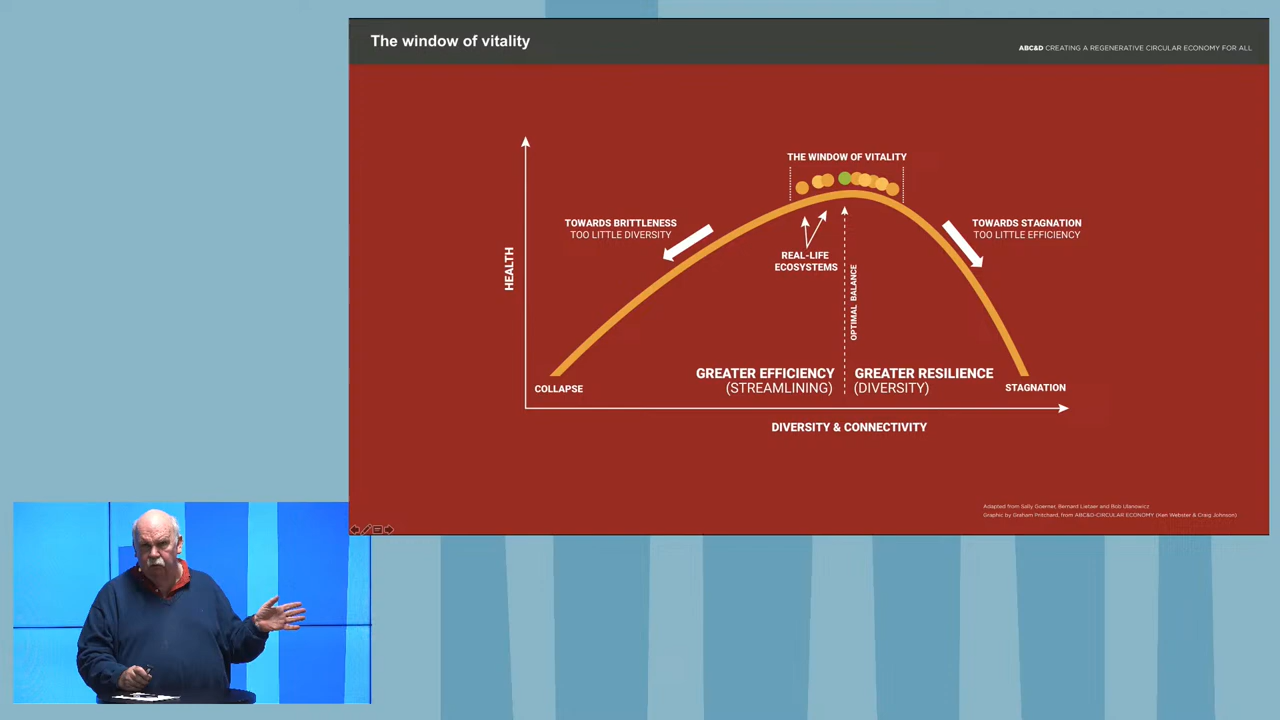 The window of vitality
ABC&D CREATING A REGENERATIVE CIRCULAR ECONOMY FOR ALL
THE WINDOW OF VITALITY
TOWARDS BRITTLENESS
TOO LITTLE DIVERSITY
TOWARDS STAGNATION
TOO LITTLE EFFICIENCY
REAL-LIFE
ECOSYSTEMS
HEALTH
OPTIMAL BALANCE
GREATER EFFICIENCY
(STREAMLINING)
GREATER RESILIENCE
(DIVERSITY)
COLLAPSE
STAGNATION
DIVERSITY & CONNECTIVITY
Adapted from Sally Goerner, Bernard Lietaer and Bob Ulanowicz
Graphic by Graham Pritchard, from ABC&D-CIRCULAR ECONOMY (Ken Webster & Craig Johnson)